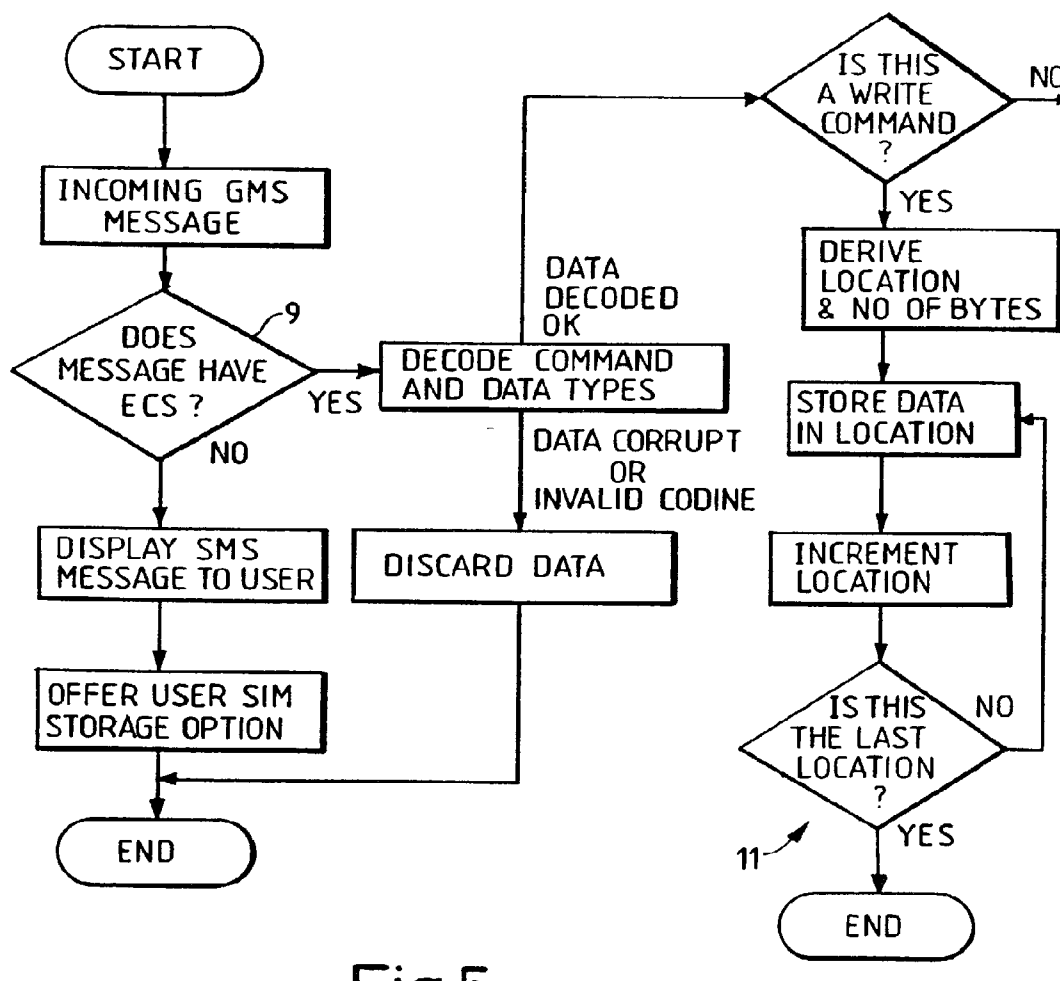 START
INCOMING GMS
MESSAGE
9
DOES
MESSAGE HAVE
ECS ?
YES
NO
DISPLAY SMS
MESSAGE TO USER
OFFER USER SIM
STORAGE OPTION
END
DATA
DECODED
OK
DECODE COMMAND
AND DATA TYPES
DATA CORRUPT
OR
INVALID CODINE
DISCARD DATA
IS THIS
A WRITE
COMMAND
?
NO
YES
DERIVE
LOCATION
& NO OF BYTES
STORE DATA
IN LOCATION
INCREMENT
LOCATION
IS THIS
THE LAST
LOCATION
?
NO
YES
11
END
Fig 5